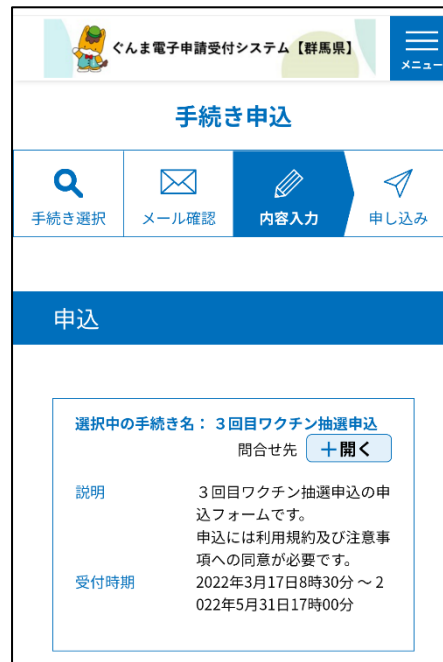 ぐんま電子申請受付システム【群馬県】
メニュー
手続き申込
手続き選択
メール確認
内容入力
申し込み
申込
選択中の手続き名： ３回目ワクチン抽選申込
問合せ先 ＋開く
説明
３回目ワクチン抽選申込の申
込フォームです。
申込には利用規約及び注意事
項への同意が必要です。
受付時期
2022年3月17日8時30分 ～ 2
022年5月31日17時00分